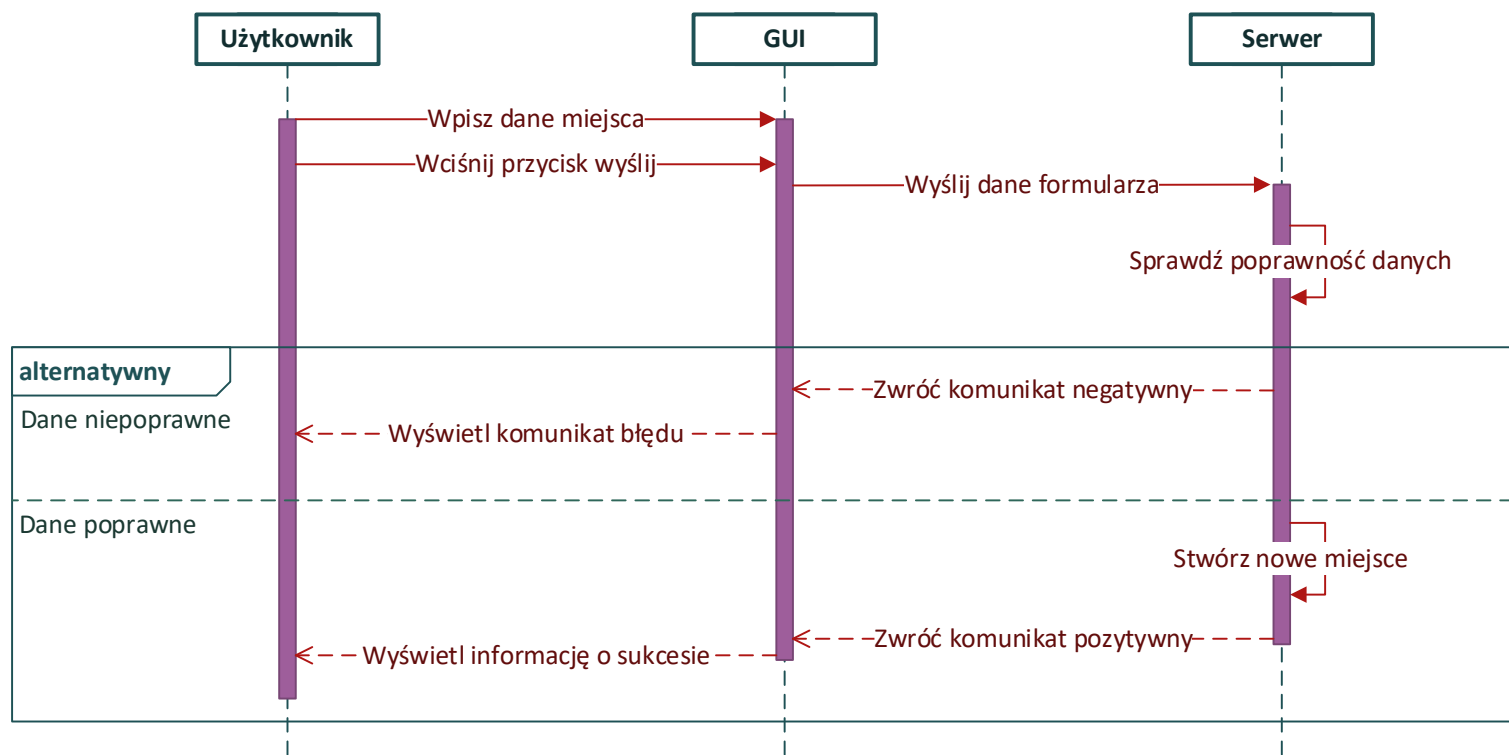 Użytkownik
GUI
Serwer
Wpisz dane miejsca
Wciśnij przycisk wyślij
Wyślij dane formularza
Sprawdź poprawność danych
alternatywny
Zwróć komunikat negatywny
Dane niepoprawne
Wyświetl komunikat błędu
Dane poprawne
Stwórz nowe miejsce
Zwróć komunikat pozytywny
Wyświetl informację o sukcesie